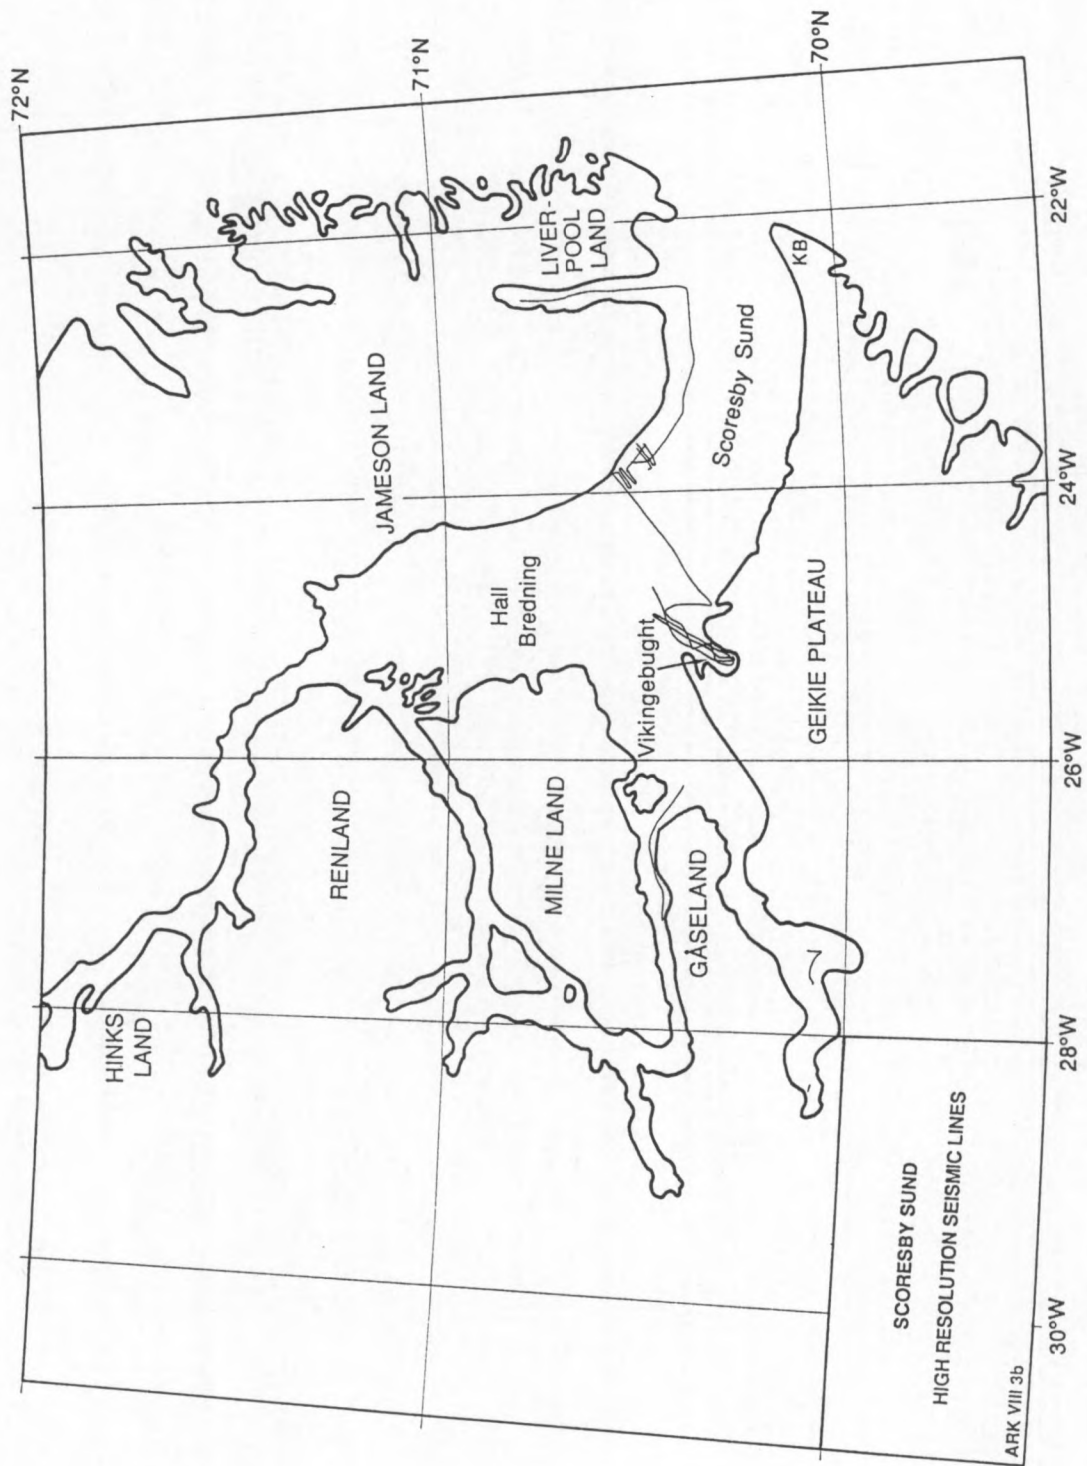 72°N
71°N
70°N
HINKS
LAND
RENLAND
MILNE LAND
GÅSELAND
JAMESON LAND
Hall
Bredning
Vikingebught
GEIKIE PLATEAU
LIVER-
POOL
LAND
Scoresby Sund
KB
30°W
28°W
26°W
24°W
22°W
SCORESBY SUND
HIGH RESOLUTION SEISMIC LINES
ARK VIII 3b